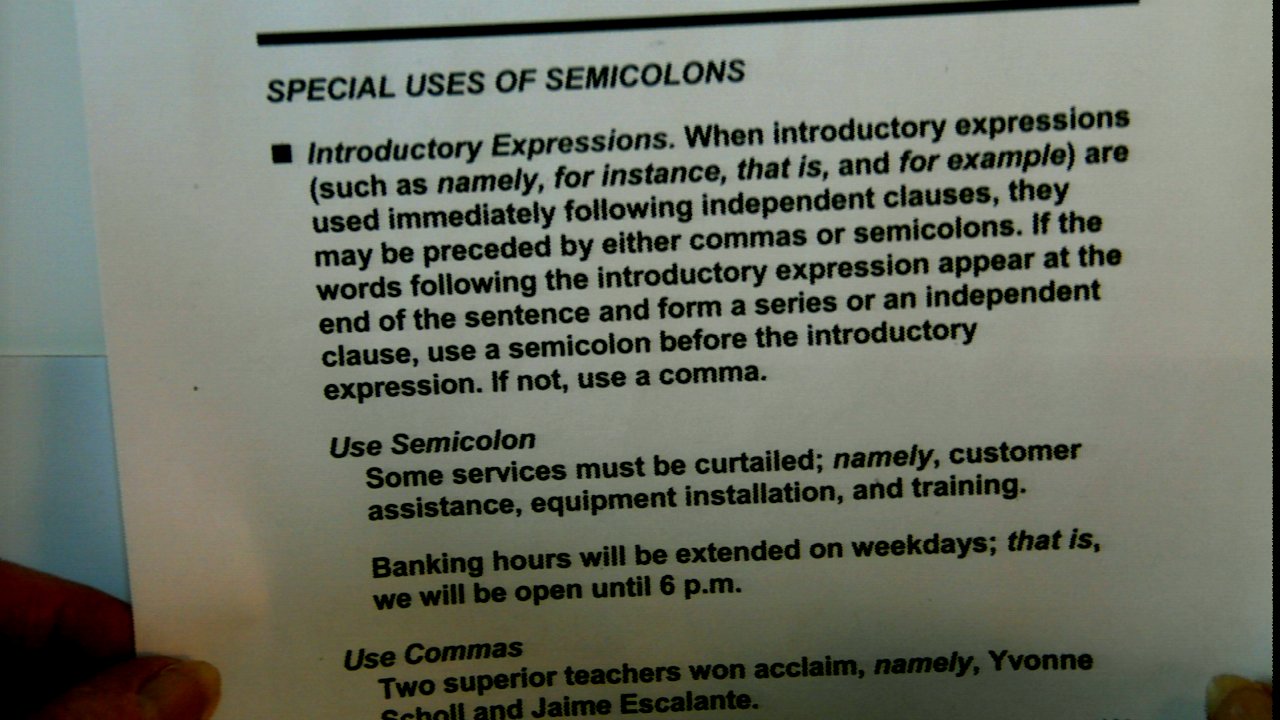 SPECIAL USES OF SEMICOLONS
■ Introductory Expressions. When introductory expressions
(such as namely, for instance, that is, and for example) are
used immediately following independent clauses, they
may be preceded by either commas or semicolons. If the
words following the introductory expression appear at the
end of the sentence and form a series or an independent
clause, use a semicolon before the introductory
expression. If not, use a comma.
Use Semicolon
Some services must be curtailed; namely, customer
assistance, equipment installation, and training.
Banking hours will be extended on weekdays; that is,
we will be open until 6 p.m.
Use Commas
Two superior teachers won acclaim, namely, Yvonne
Scholl and Jaime Escalante.